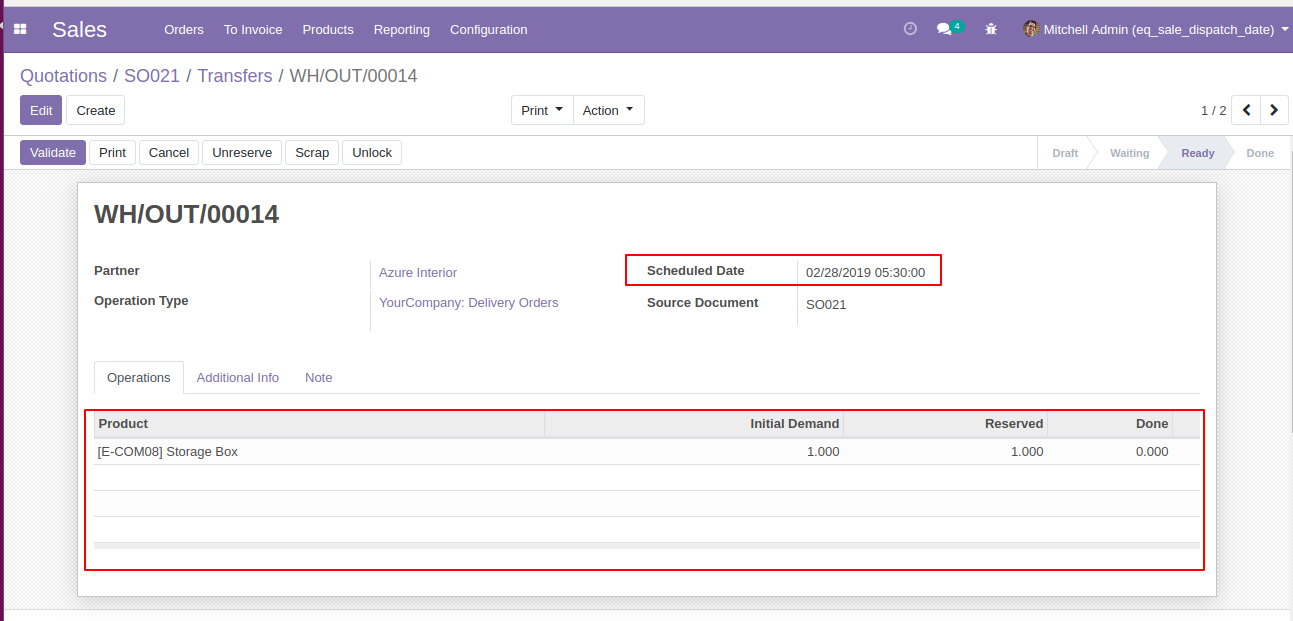 Sales Orders To Invoice Products Reporting Configuration 4 Mitchell Admin (eq_sale_dispatch_date)
Quotations / SO021 / Transfers / WH/OUT/00014
Edit Create Print Action 1 / 2
Validate Print Cancel Unreserve Scrap Unlock Draft Waiting Ready Done
WH/OUT/00014
Partner Azure Interior Scheduled Date 02/28/2019 05:30:00
Operation Type YourCompany: Delivery Orders Source Document SO021
Operations Additional Info Note
Product Initial Demand Reserved Done
[E-COM08] Storage Box 1.000 1.000 0.000